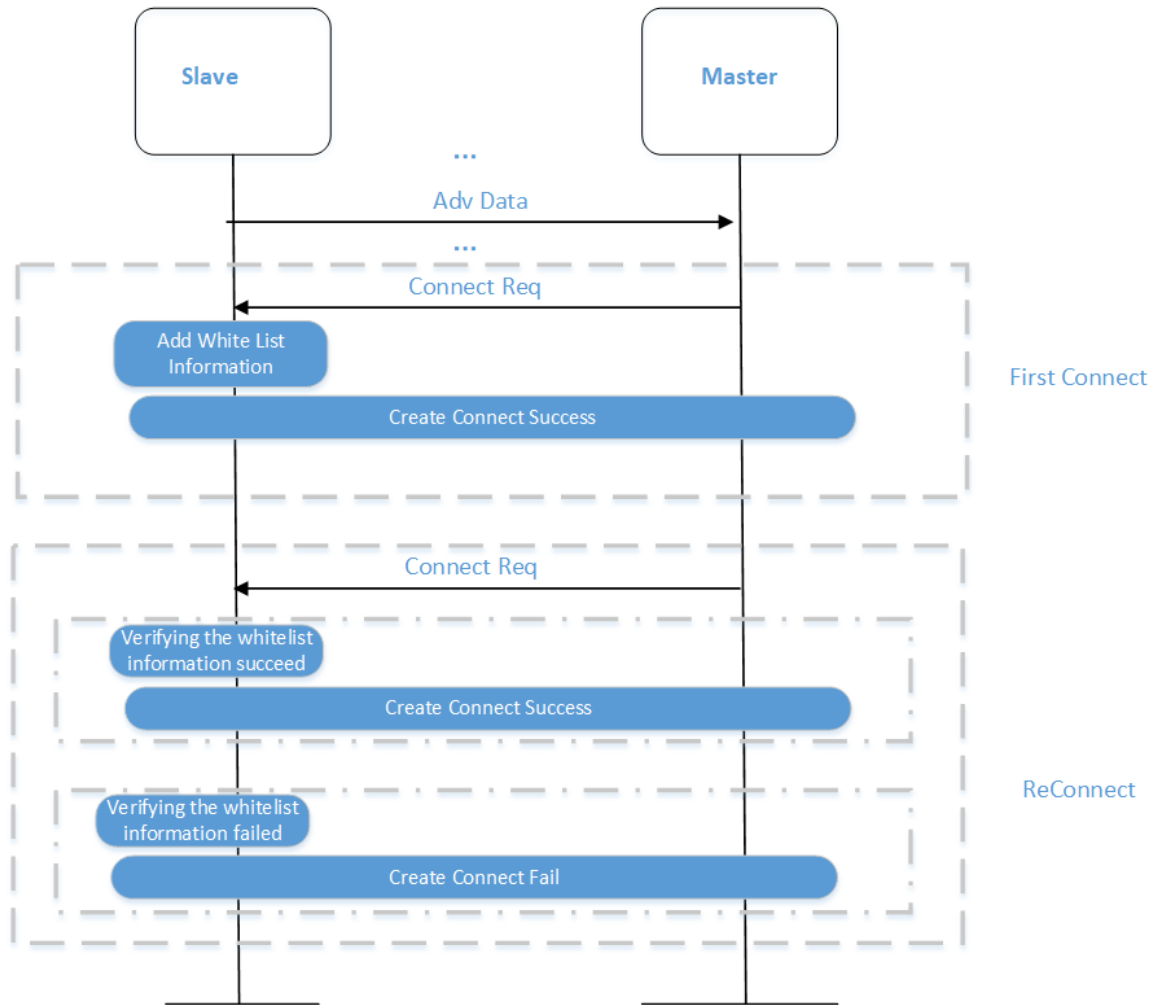 Slave
Master
...
Adv Data
...
Connect Req
Add White List
Information
First Connect
Create Connect Success
Connect Req
Verifying the whitelist
information succeed
Create Connect Success
ReConnect
Verifying the whitelist
information failed
Create Connect Fail